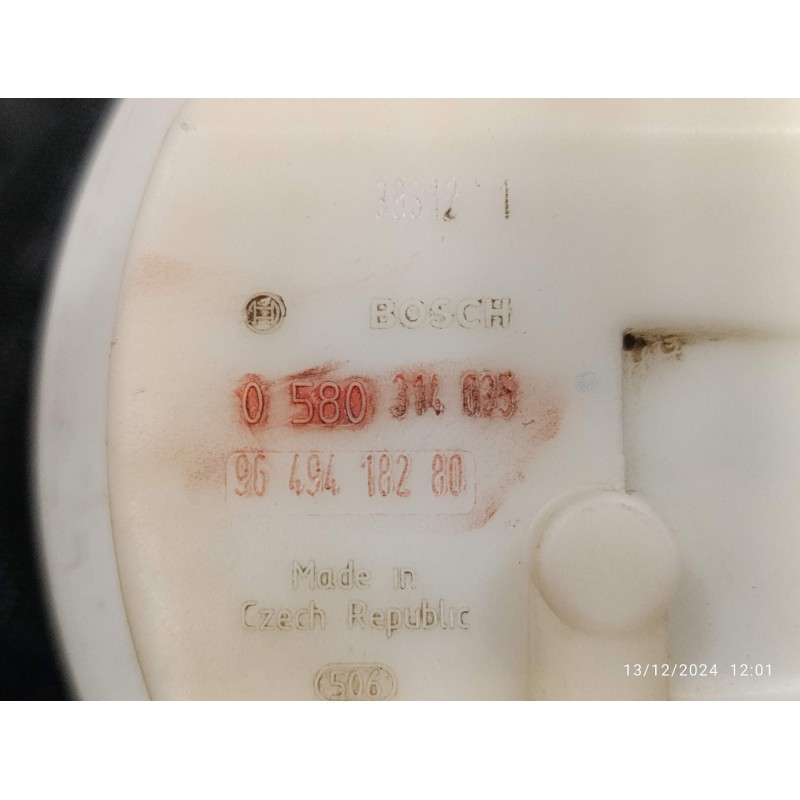 BOSCH
0 580 314 035
96 494 182 80
Made in
Czech Republic
506
13/12/2024 12:01